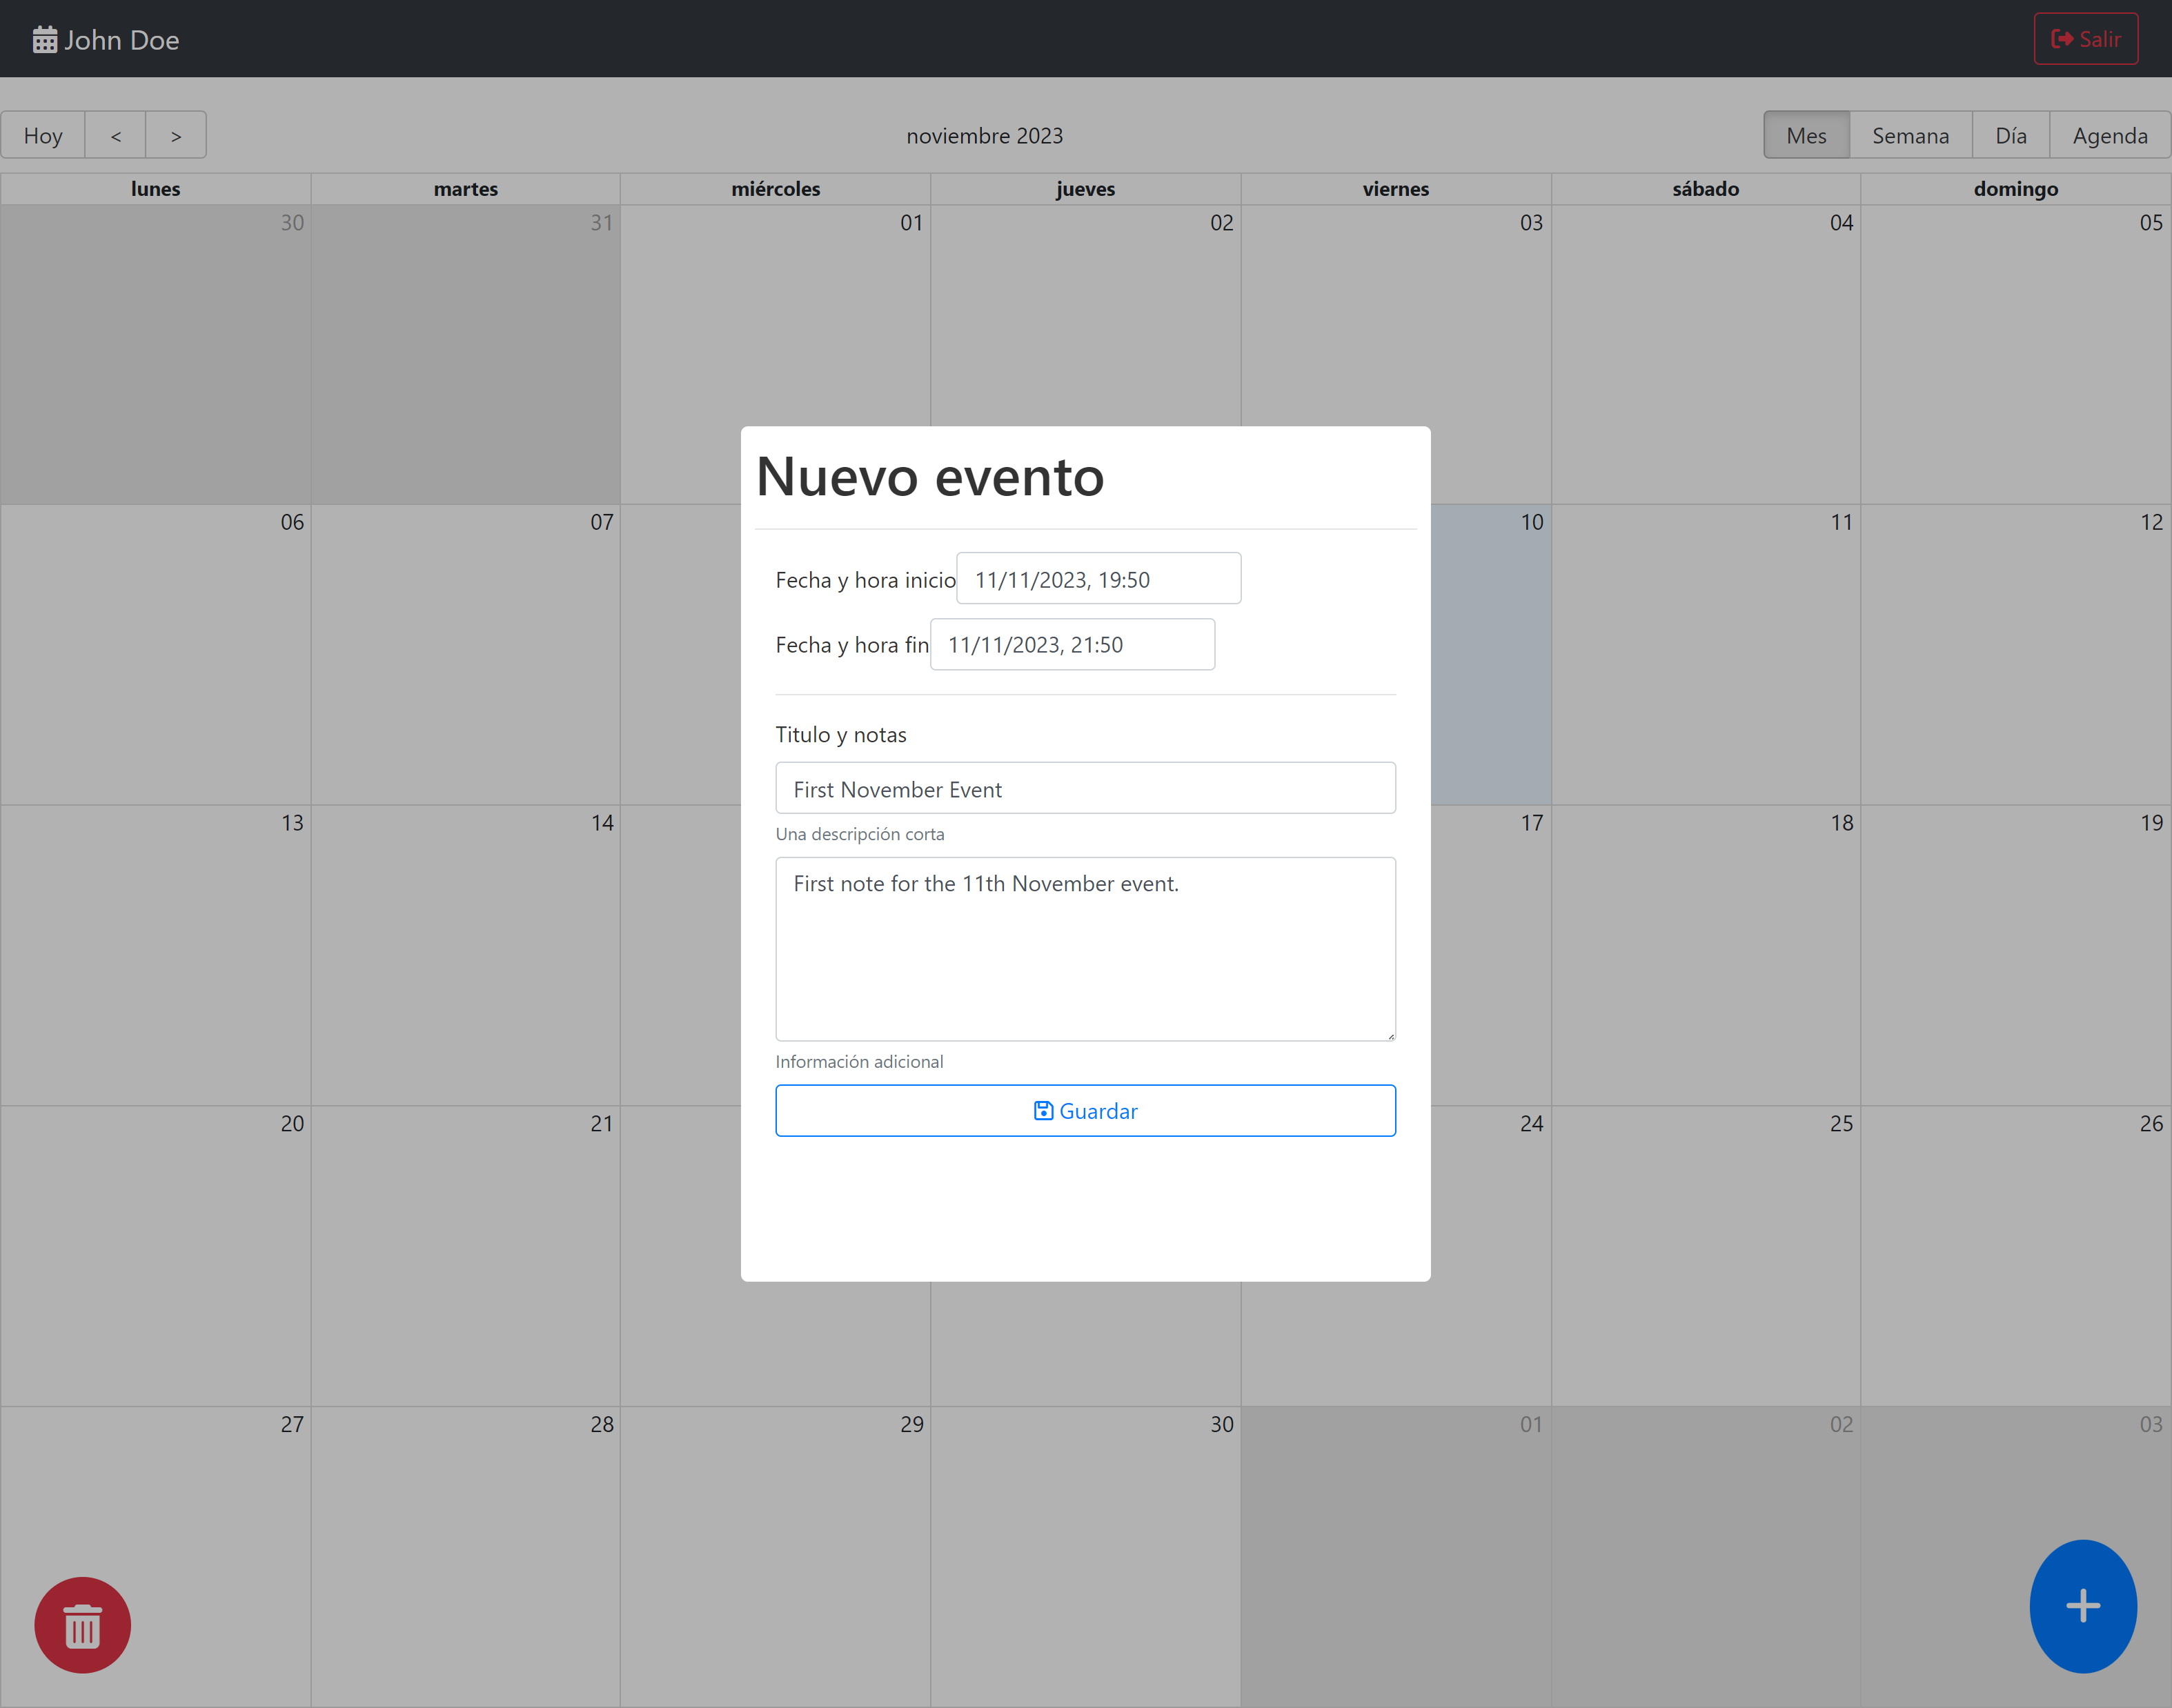 John Doe
Salir
Hoy < > noviembre 2023 Mes Semana Día Agenda
lunes martes miércoles jueves viernes sábado domingo
30 31 01 02 03 04 05
Nuevo evento
06 07 10 11 12
Fecha y hora inicio 11/11/2023, 19:50
Fecha y hora fin 11/11/2023, 21:50
Titulo y notas
First November Event
13 14 17 18 19
Una descripción corta
First note for the 11th November event.
Información adicional
Guardar
20 21 24 25 26
27 28 29 30 01 02 03